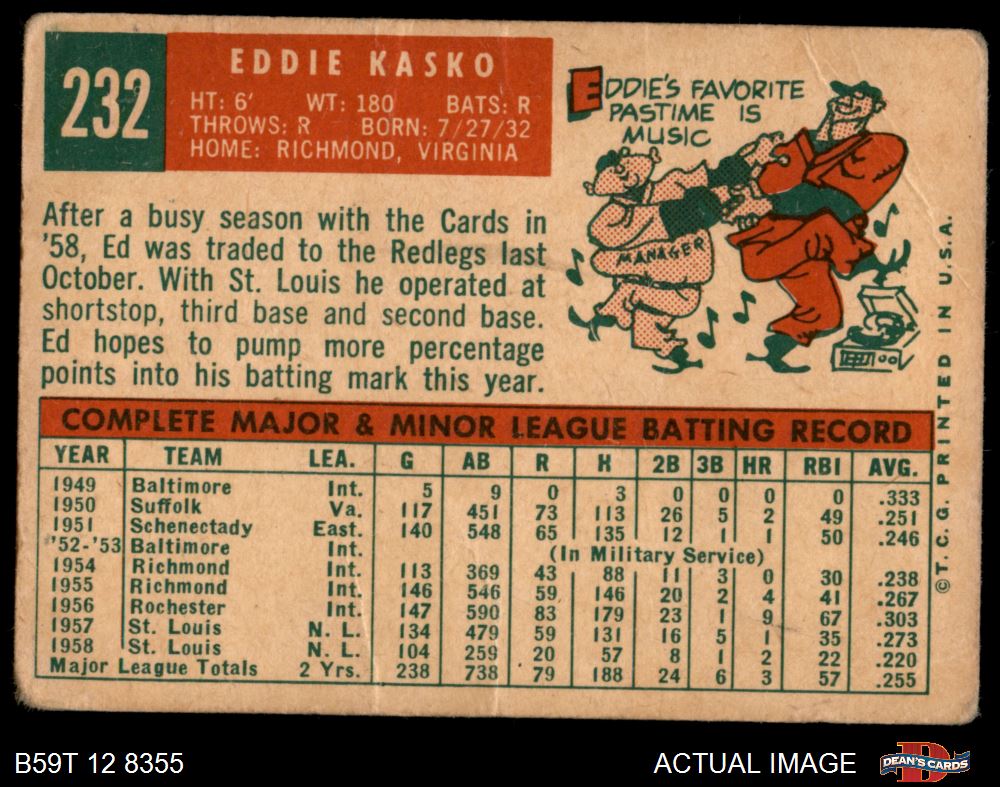 232
EDDIE KASKO
HT: 6' WT: 180 BATS: R
THROWS: R BORN: 7/27/32
HOME: RICHMOND, VIRGINIA
EDDIE'S FAVORITE
PASTIME IS
MUSIC
MANAGER
After a busy season with the Cards in
'58, Ed was traded to the Redlegs last
October. With St. Louis he operated at
shortstop, third base and second base.
Ed hopes to pump more percentage
points into his batting mark this year.
COMPLETE MAJOR & MINOR LEAGUE BATTING RECORD
YEAR TEAM LEA. G AB R H 2B 3B HR RBI AVG.
1949 Baltimore Int. 5 9 0 3 0 0 0 0 .333
1950 Suffolk Va. 117 451 73 113 26 5 2 49 .251
1951 Schenectady East. 140 548 65 135 12 1 1 50 .246
'52-'53 Baltimore Int. (In Military Service)
1954 Richmond Int. 113 369 43 88 11 3 0 30 .238
1955 Richmond Int. 146 546 59 146 20 2 4 41 .267
1956 Rochester Int. 147 590 83 179 23 1 9 67 .303
1957 St. Louis N. L. 134 479 59 131 16 5 1 35 .273
1958 St. Louis N. L. 104 259 20 57 8 1 2 22 .220
Major League Totals 2 Yrs. 238 738 79 188 24 6 3 57 .255
©T. C. G. PRINTED IN U.S.A.
B59T 12 8355
ACTUAL IMAGE
DEAN'S CARDS